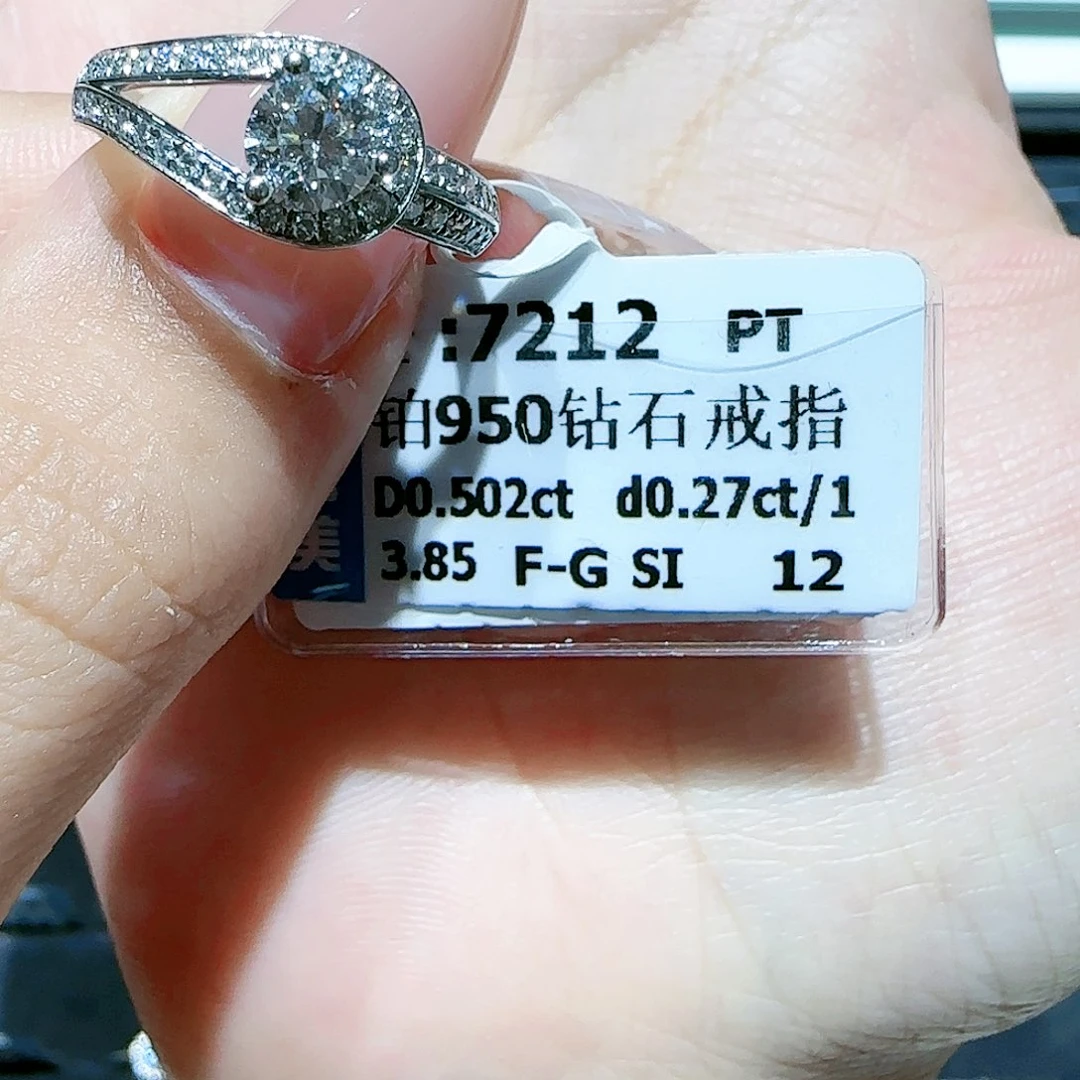 :7212 PT
铂950钻石戒指
D0.502ct d0.27ct/1
3.85 F-G SI 12
美